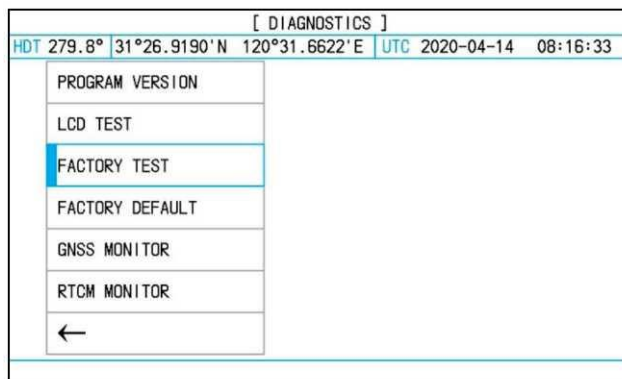 [ DIAGNOSTICS ]
HDT 279.8° 31°26.9190'N 120°31.6622'E UTC 2020-04-14 08:16:33
PROGRAM VERSION
LCD TEST
FACTORY TEST
FACTORY DEFAULT
GNSS MONITOR
RTCM MONITOR
←